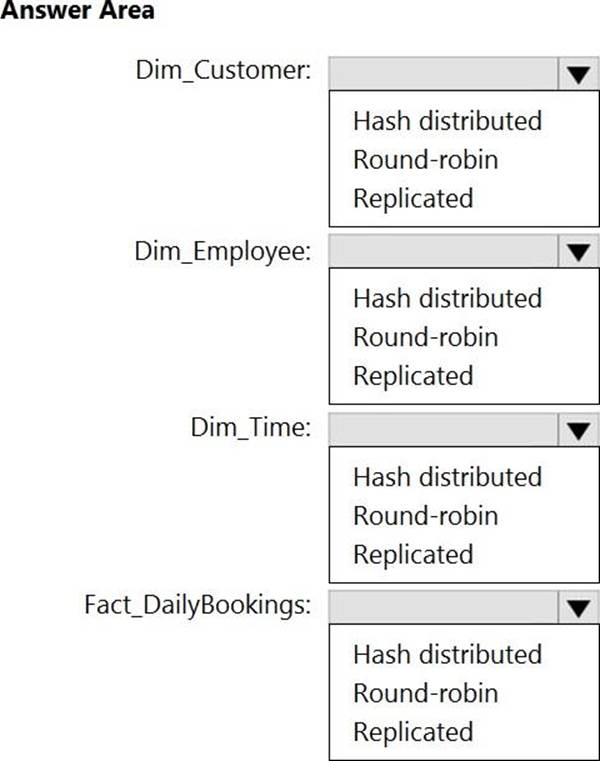 Answer Area
Dim_Customer:
Hash distributed
Round-robin
Replicated
Dim_Employee:
Hash distributed
Round-robin
Replicated
Dim_Time:
Hash distributed
Round-robin
Replicated
Fact_DailyBookings:
Hash distributed
Round-robin
Replicated